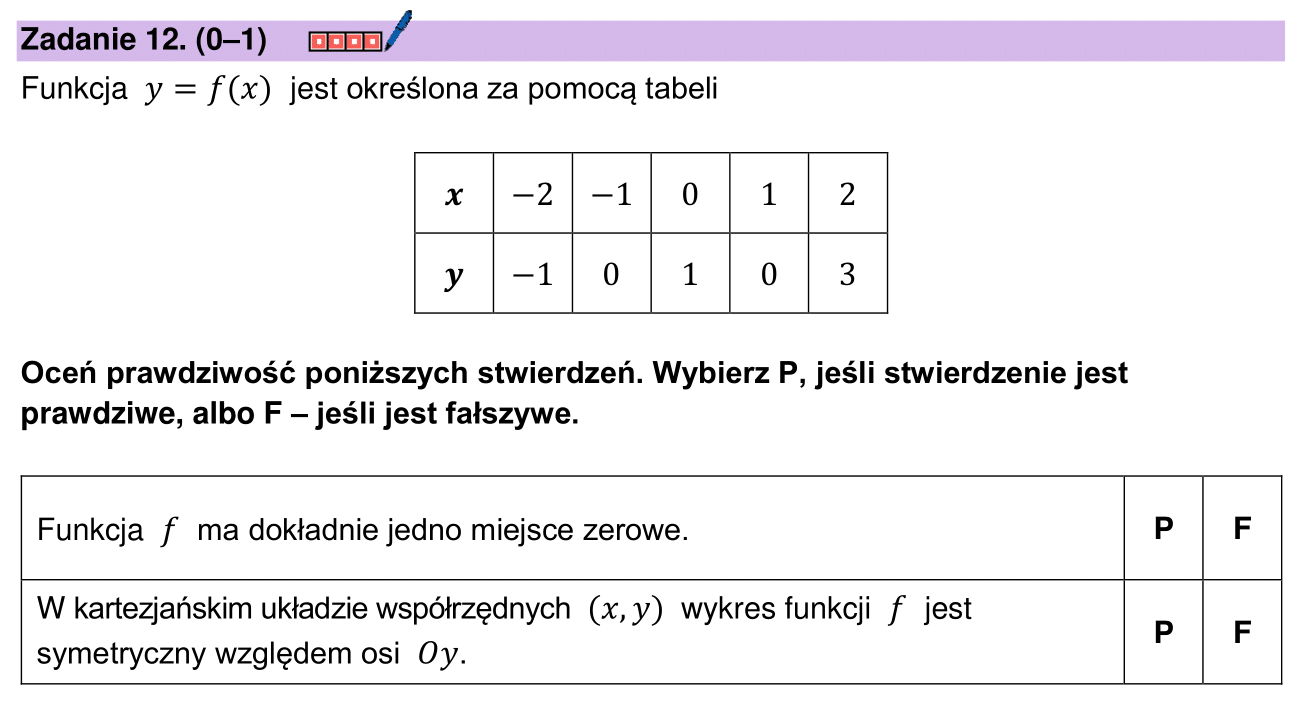 Zadanie 12. (0–1)
Funkcja y = f(x) jest określona za pomocą tabeli
x −2 −1 0 1 2
y −1 0 1 0 3
Oceń prawdziwość poniższych stwierdzeń. Wybierz P, jeśli stwierdzenie jest
prawdziwe, albo F – jeśli jest fałszywe.
Funkcja f ma dokładnie jedno miejsce zerowe. P F
W kartezjańskim układzie współrzędnych (x, y) wykres funkcji f jest
symetryczny względem osi Oy. P F